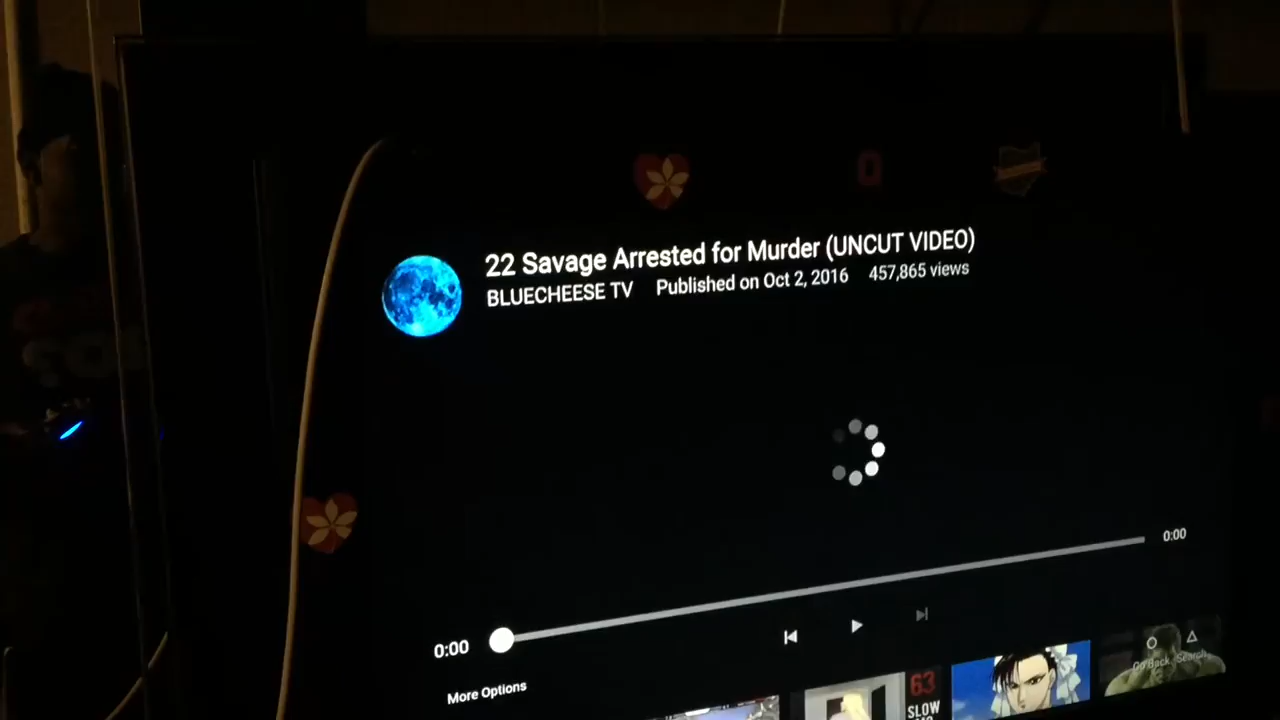 22 Savage Arrested for Murder (UNCUT VIDEO)
BLUECHEESE TV Published on Oct 2, 2016 457,865 views
0:00
0:00
More Options
Go Back Search
63
SLOW